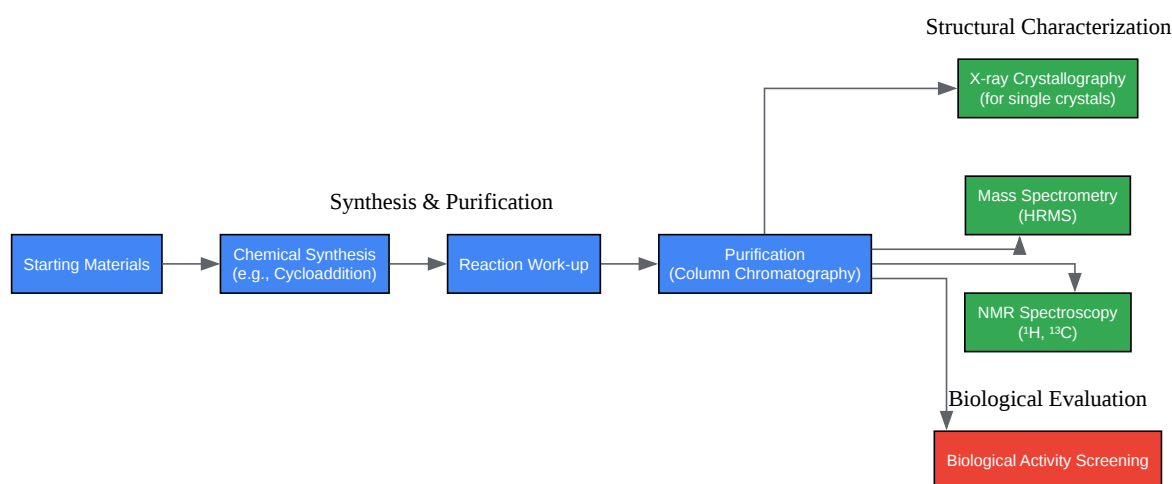 Structural Characterization
X-ray Crystallography
(for single crystals)
Mass Spectrometry
(HRMS)
Synthesis & Purification
Starting Materials
Chemical Synthesis
(e.g., Cycloaddition)
Reaction Work-up
Purification
(Column Chromatography)
NMR Spectroscopy
(¹H, ¹³C)
Biological Evaluation
Biological Activity Screening